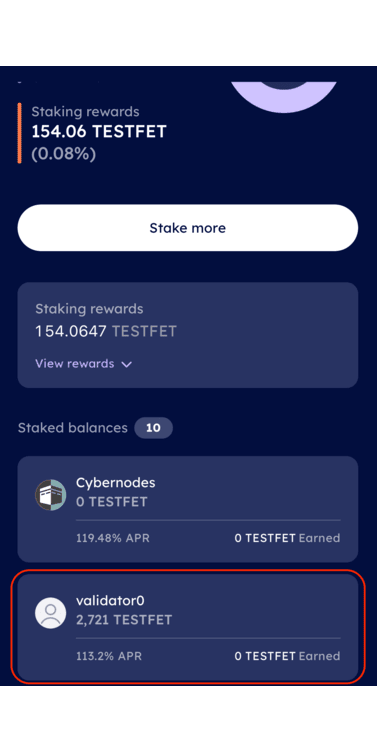 -
Staking rewards
154.06 TESTFET
(0.08%)
Stake more
Staking rewards
154.0647 TESTFET
View rewards
Staked balances 10
Cybernodes
0 TESTFET
119.48% APR 0 TESTFET Earned
validator0
2,721 TESTFET
113.2% APR 0 TESTFET Earned